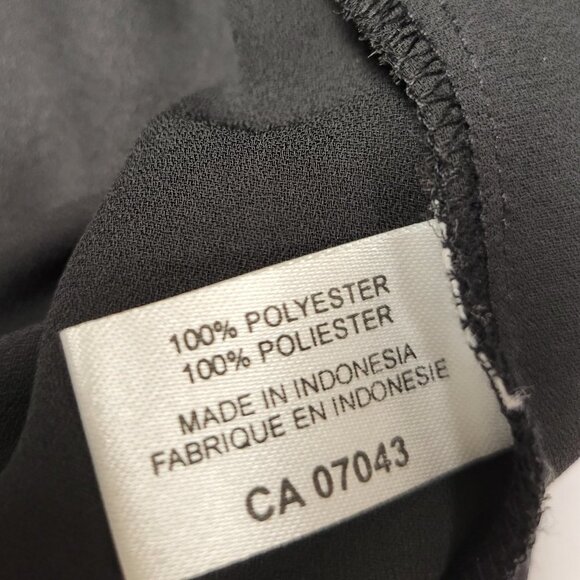 100% POLYESTER
100% POLIESTER
MADE IN INDONESIA
FABRIQUE EN INDONESIE
CA 07043